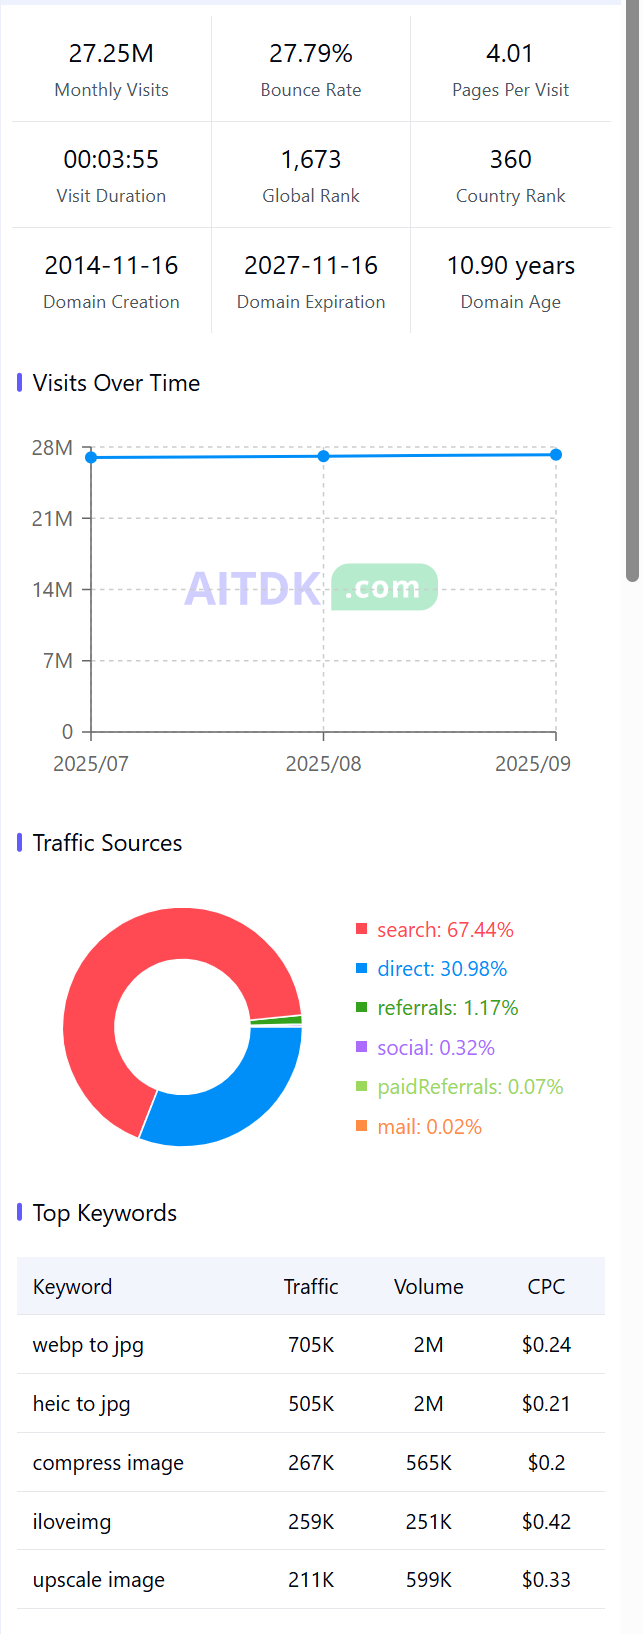 27.25M 27.79% 4.01
Monthly Visits Bounce Rate Pages Per Visit
00:03:55 1,673 360
Visit Duration Global Rank Country Rank
2014-11-16 2027-11-16 10.90 years
Domain Creation Domain Expiration Domain Age
Visits Over Time
28M
21M
14M
7M
0
AITDK .com
2025/07 2025/08 2025/09
Traffic Sources
search: 67.44%
direct: 30.98%
referrals: 1.17%
social: 0.32%
paidReferrals: 0.07%
mail: 0.02%
Top Keywords
Keyword Traffic Volume CPC
webp to jpg 705K 2M $0.24
heic to jpg 505K 2M $0.21
compress image 267K 565K $0.2
iloveimg 259K 251K $0.42
upscale image 211K 599K $0.33